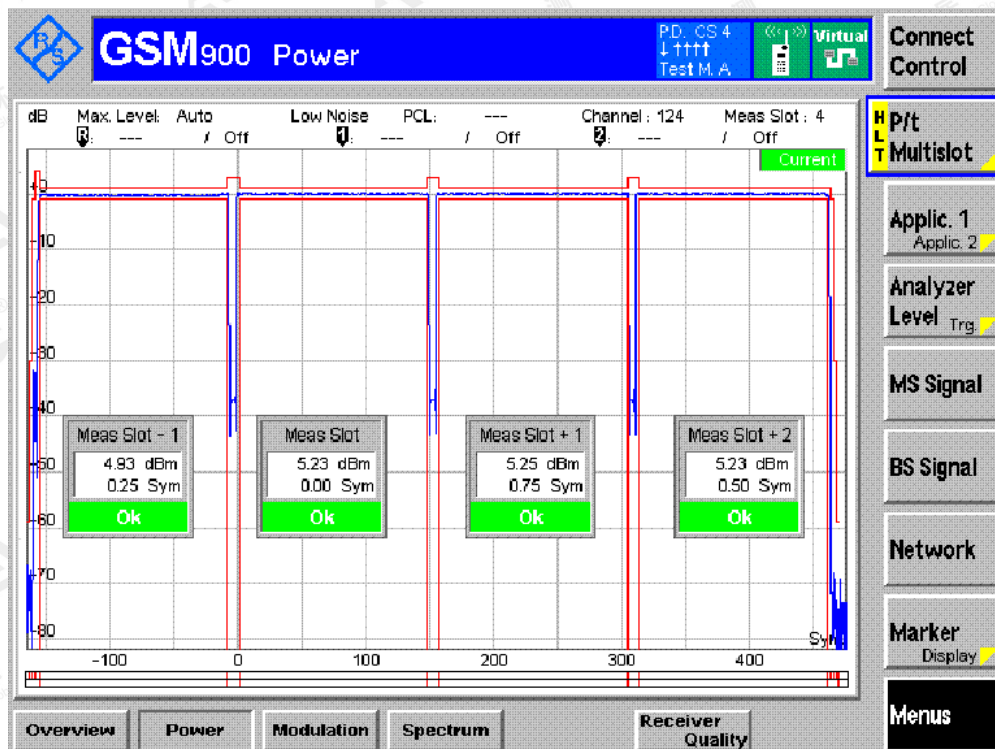 R/S
GSM900 Power
P.D. CS 4
↓ ↑↑↑↑
Test M. A
Virtual
Connect Control
dB Max. Level: Auto Low Noise PCL: --- Channel : 124 Meas Slot : 4
R: --- / Off 1: --- / Off 2: --- / Off
Current
H L T
P/t Multislot
Applic. 1
Applic. 2
Analyzer Level Trg.
MS Signal
BS Signal
Network
Marker
Display
Menus
+0
-10
-20
-30
-40
-50
-60
-70
-80
Meas Slot - 1
4.93 dBm
0.25 Sym
Ok
Meas Slot
5.23 dBm
0.00 Sym
Ok
Meas Slot + 1
5.25 dBm
0.75 Sym
Ok
Meas Slot + 2
5.23 dBm
0.50 Sym
Ok
Sym
-100 0 100 200 300 400
Overview Power Modulation Spectrum Receiver Quality